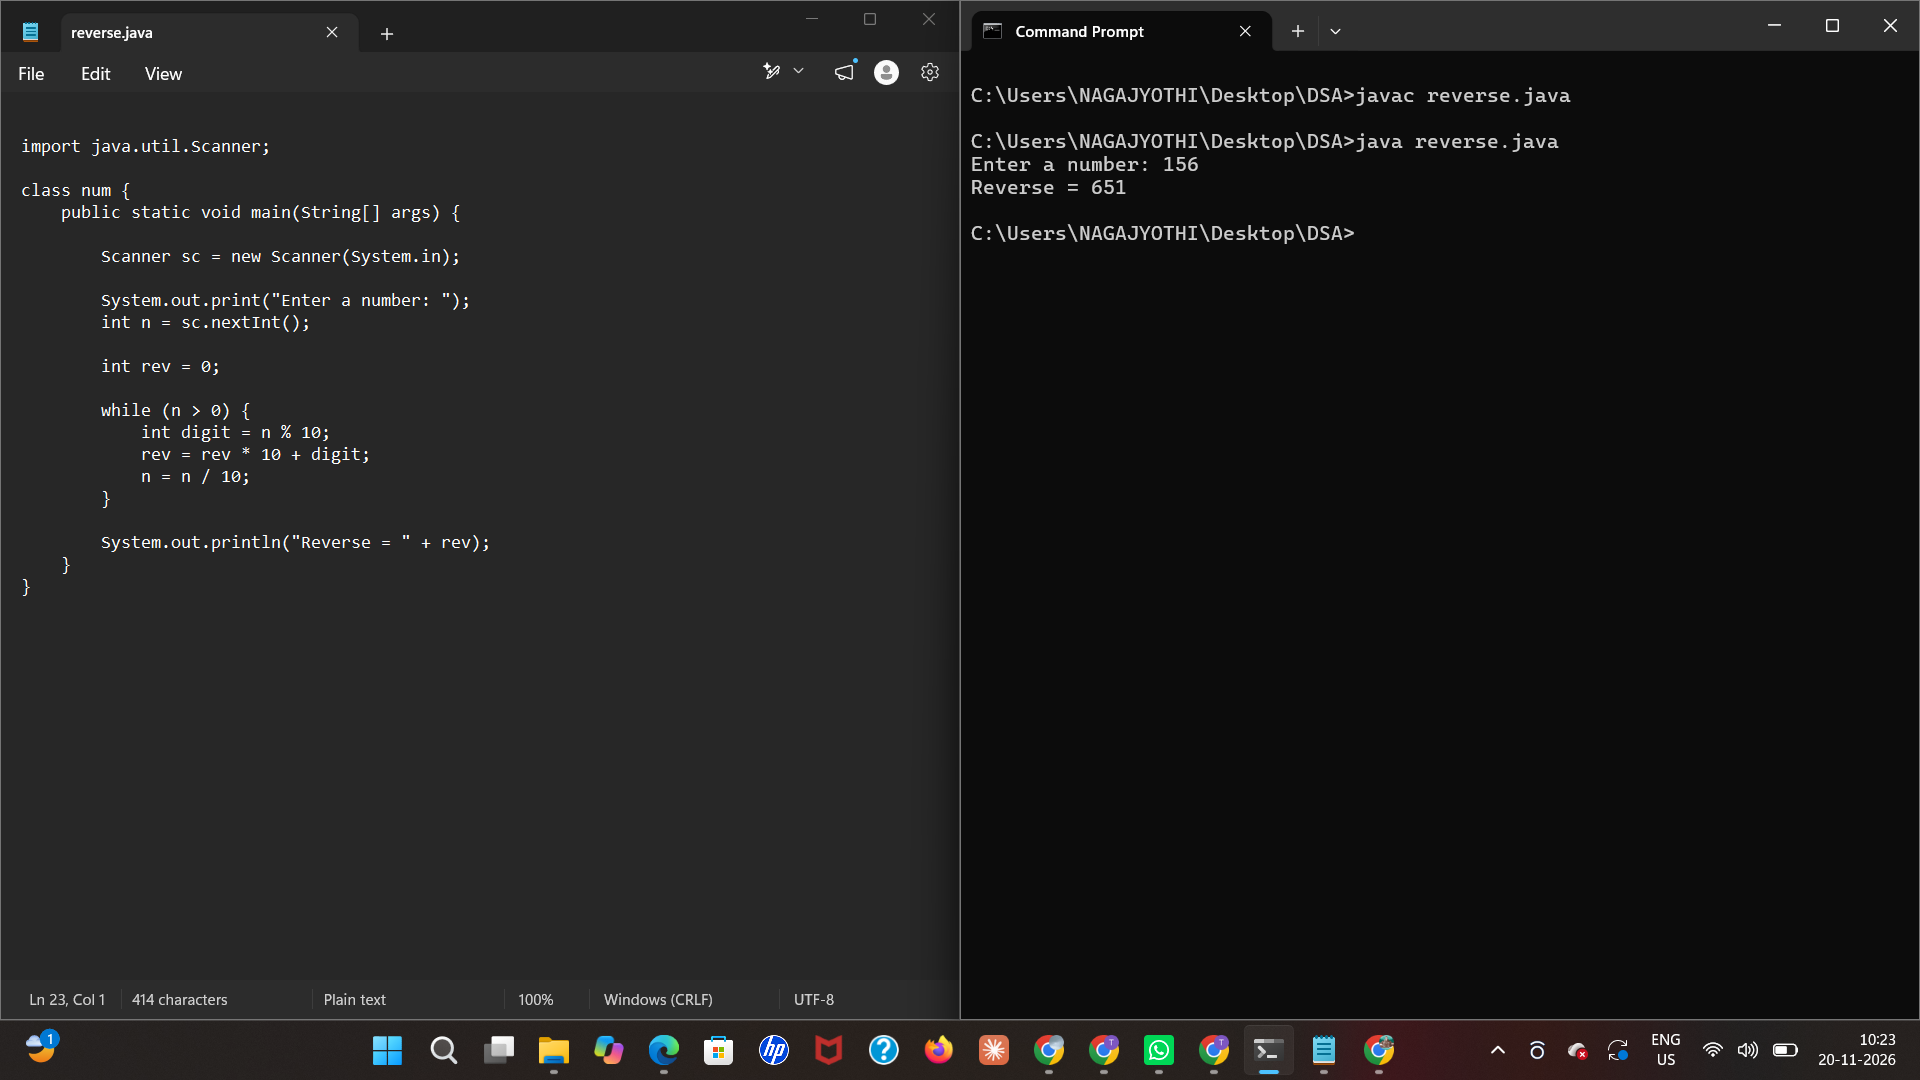 reverse.java
File Edit View
import java.util.Scanner;
class num {
    public static void main(String[] args) {
        Scanner sc = new Scanner(System.in);
        System.out.print("Enter a number: ");
        int n = sc.nextInt();
        int rev = 0;
        while (n > 0) {
            int digit = n % 10;
            rev = rev * 10 + digit;
            n = n / 10;
        }
        System.out.println("Reverse = " + rev);
    }
}
Ln 23, Col 1 414 characters Plain text 100% Windows (CRLF) UTF-8
Command Prompt
C:\Users\NAGAJYOTHI\Desktop\DSA>javac reverse.java
C:\Users\NAGAJYOTHI\Desktop\DSA>java reverse.java
Enter a number: 156
Reverse = 651
C:\Users\NAGAJYOTHI\Desktop\DSA>
1
hp
T
T
ENG
US
10:23
20-11-2026